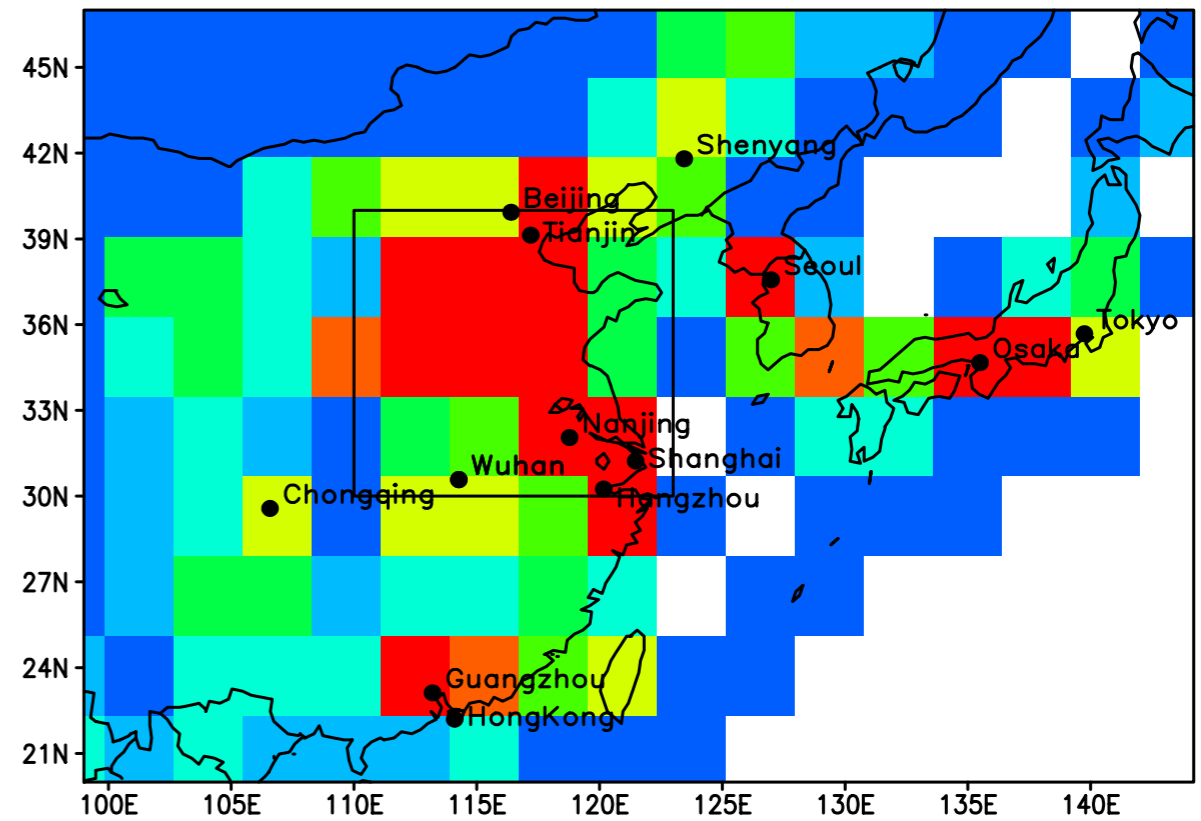 45N
42N
39N
36N
33N
30N
27N
24N
21N
Shenyang
Beijing
Tianjin
Seoul
Tokyo
Osaka
Nanjing
Shanghai
Wuhan
Chongqing
Hangzhou
Guangzhou
HongKong
100E 105E 110E 115E 120E 125E 130E 135E 140E